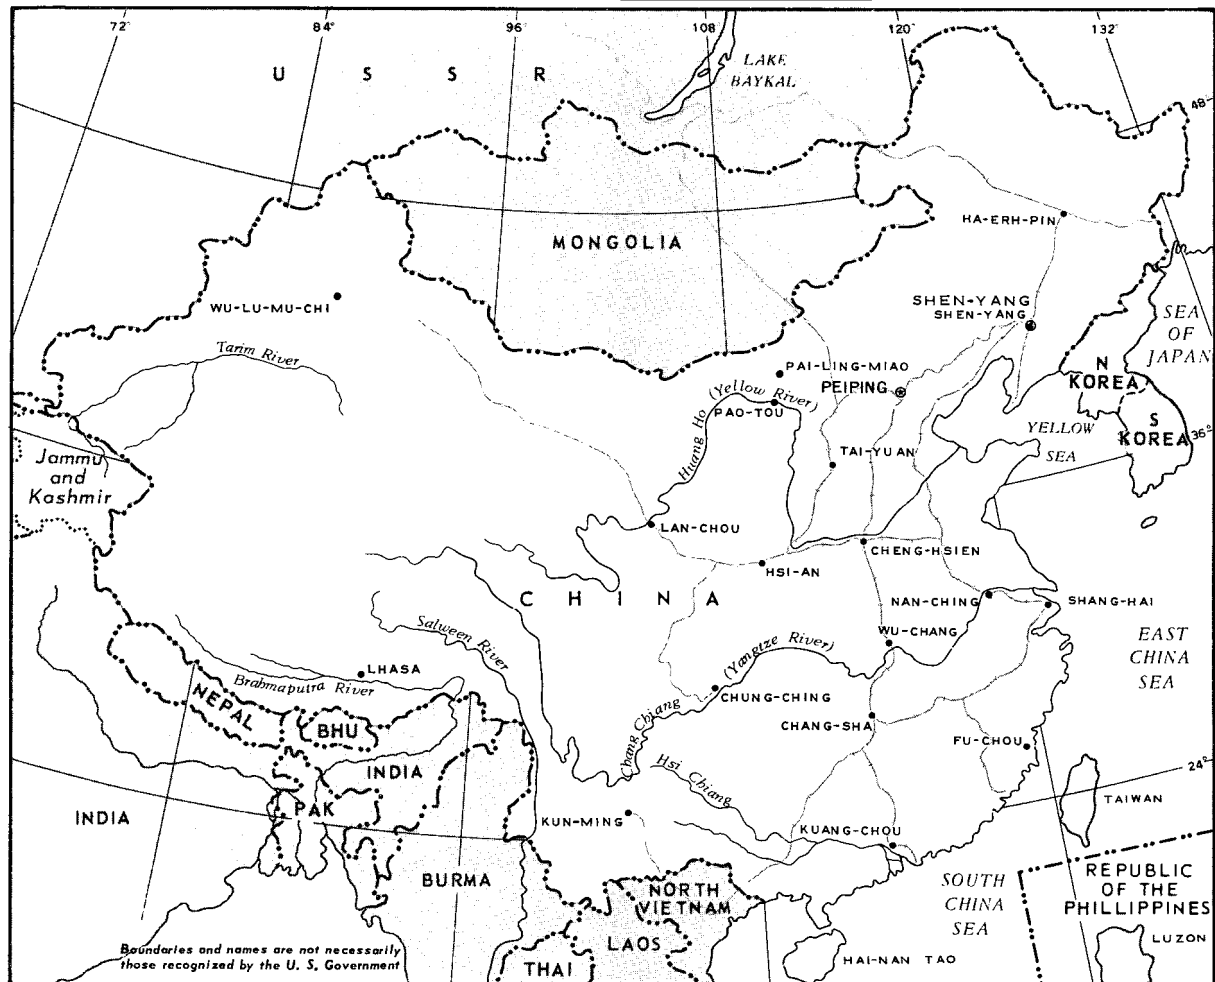 72°
84°
96°
108°
120°
132°
U S S R
LAKE
BAYKAL
48°
HA-ERH-PIN
MONGOLIA
WU-LU-MU-CHI
SHEN-YANG
SHEN-YANG
SEA
OF
JAPAN
Tarim River
PAI-LING-MIAO
PEIPING
N
KOREA
Huang Ho (Yellow River)
PAO-TOU
S
KOREA
YELLOW
SEA
36°
TAI-YUAN
Jammu
and
Kashmir
LAN-CHOU
CHENG-HSIEN
HSI-AN
CHINA
NAN-CHING
SHANG-HAI
Salween River
WU-CHANG
(Yangtze River)
EAST
CHINA
SEA
LHASA
Brahmaputra River
NEPAL
BHU
CHUNG-CHING
Chang Chiang
CHANG-SHA
FU-CHOU
INDIA
Hsi Chiang
24°
PAK
INDIA
KUN-MING
KUANG-CHOU
TAIWAN
BURMA
NORTH
VIETNAM
SOUTH
CHINA
SEA
REPUBLIC
OF THE
PHILLIPPINES
LAOS
LUZON
THAI
HAI-NAN TAO
Boundaries and names are not necessarily
those recognized by the U. S. Government